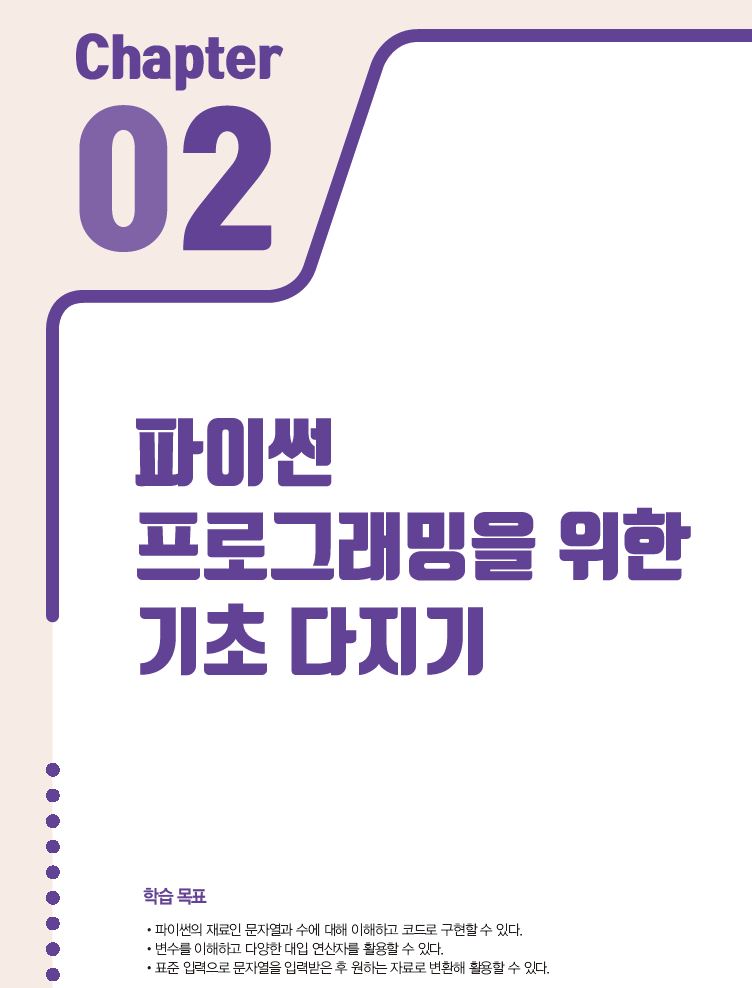 Chapter
02
파이썬
프로그래밍을 위한
기초 다지기
학습 목표
• 파이썬의 재료인 문자열과 수에 대해 이해하고 코드로 구현할 수 있다.
• 변수를 이해하고 다양한 대입 연산자를 활용할 수 있다.
• 표준 입력으로 문자열을 입력받은 후 원하는 자료로 변환해 활용할 수 있다.